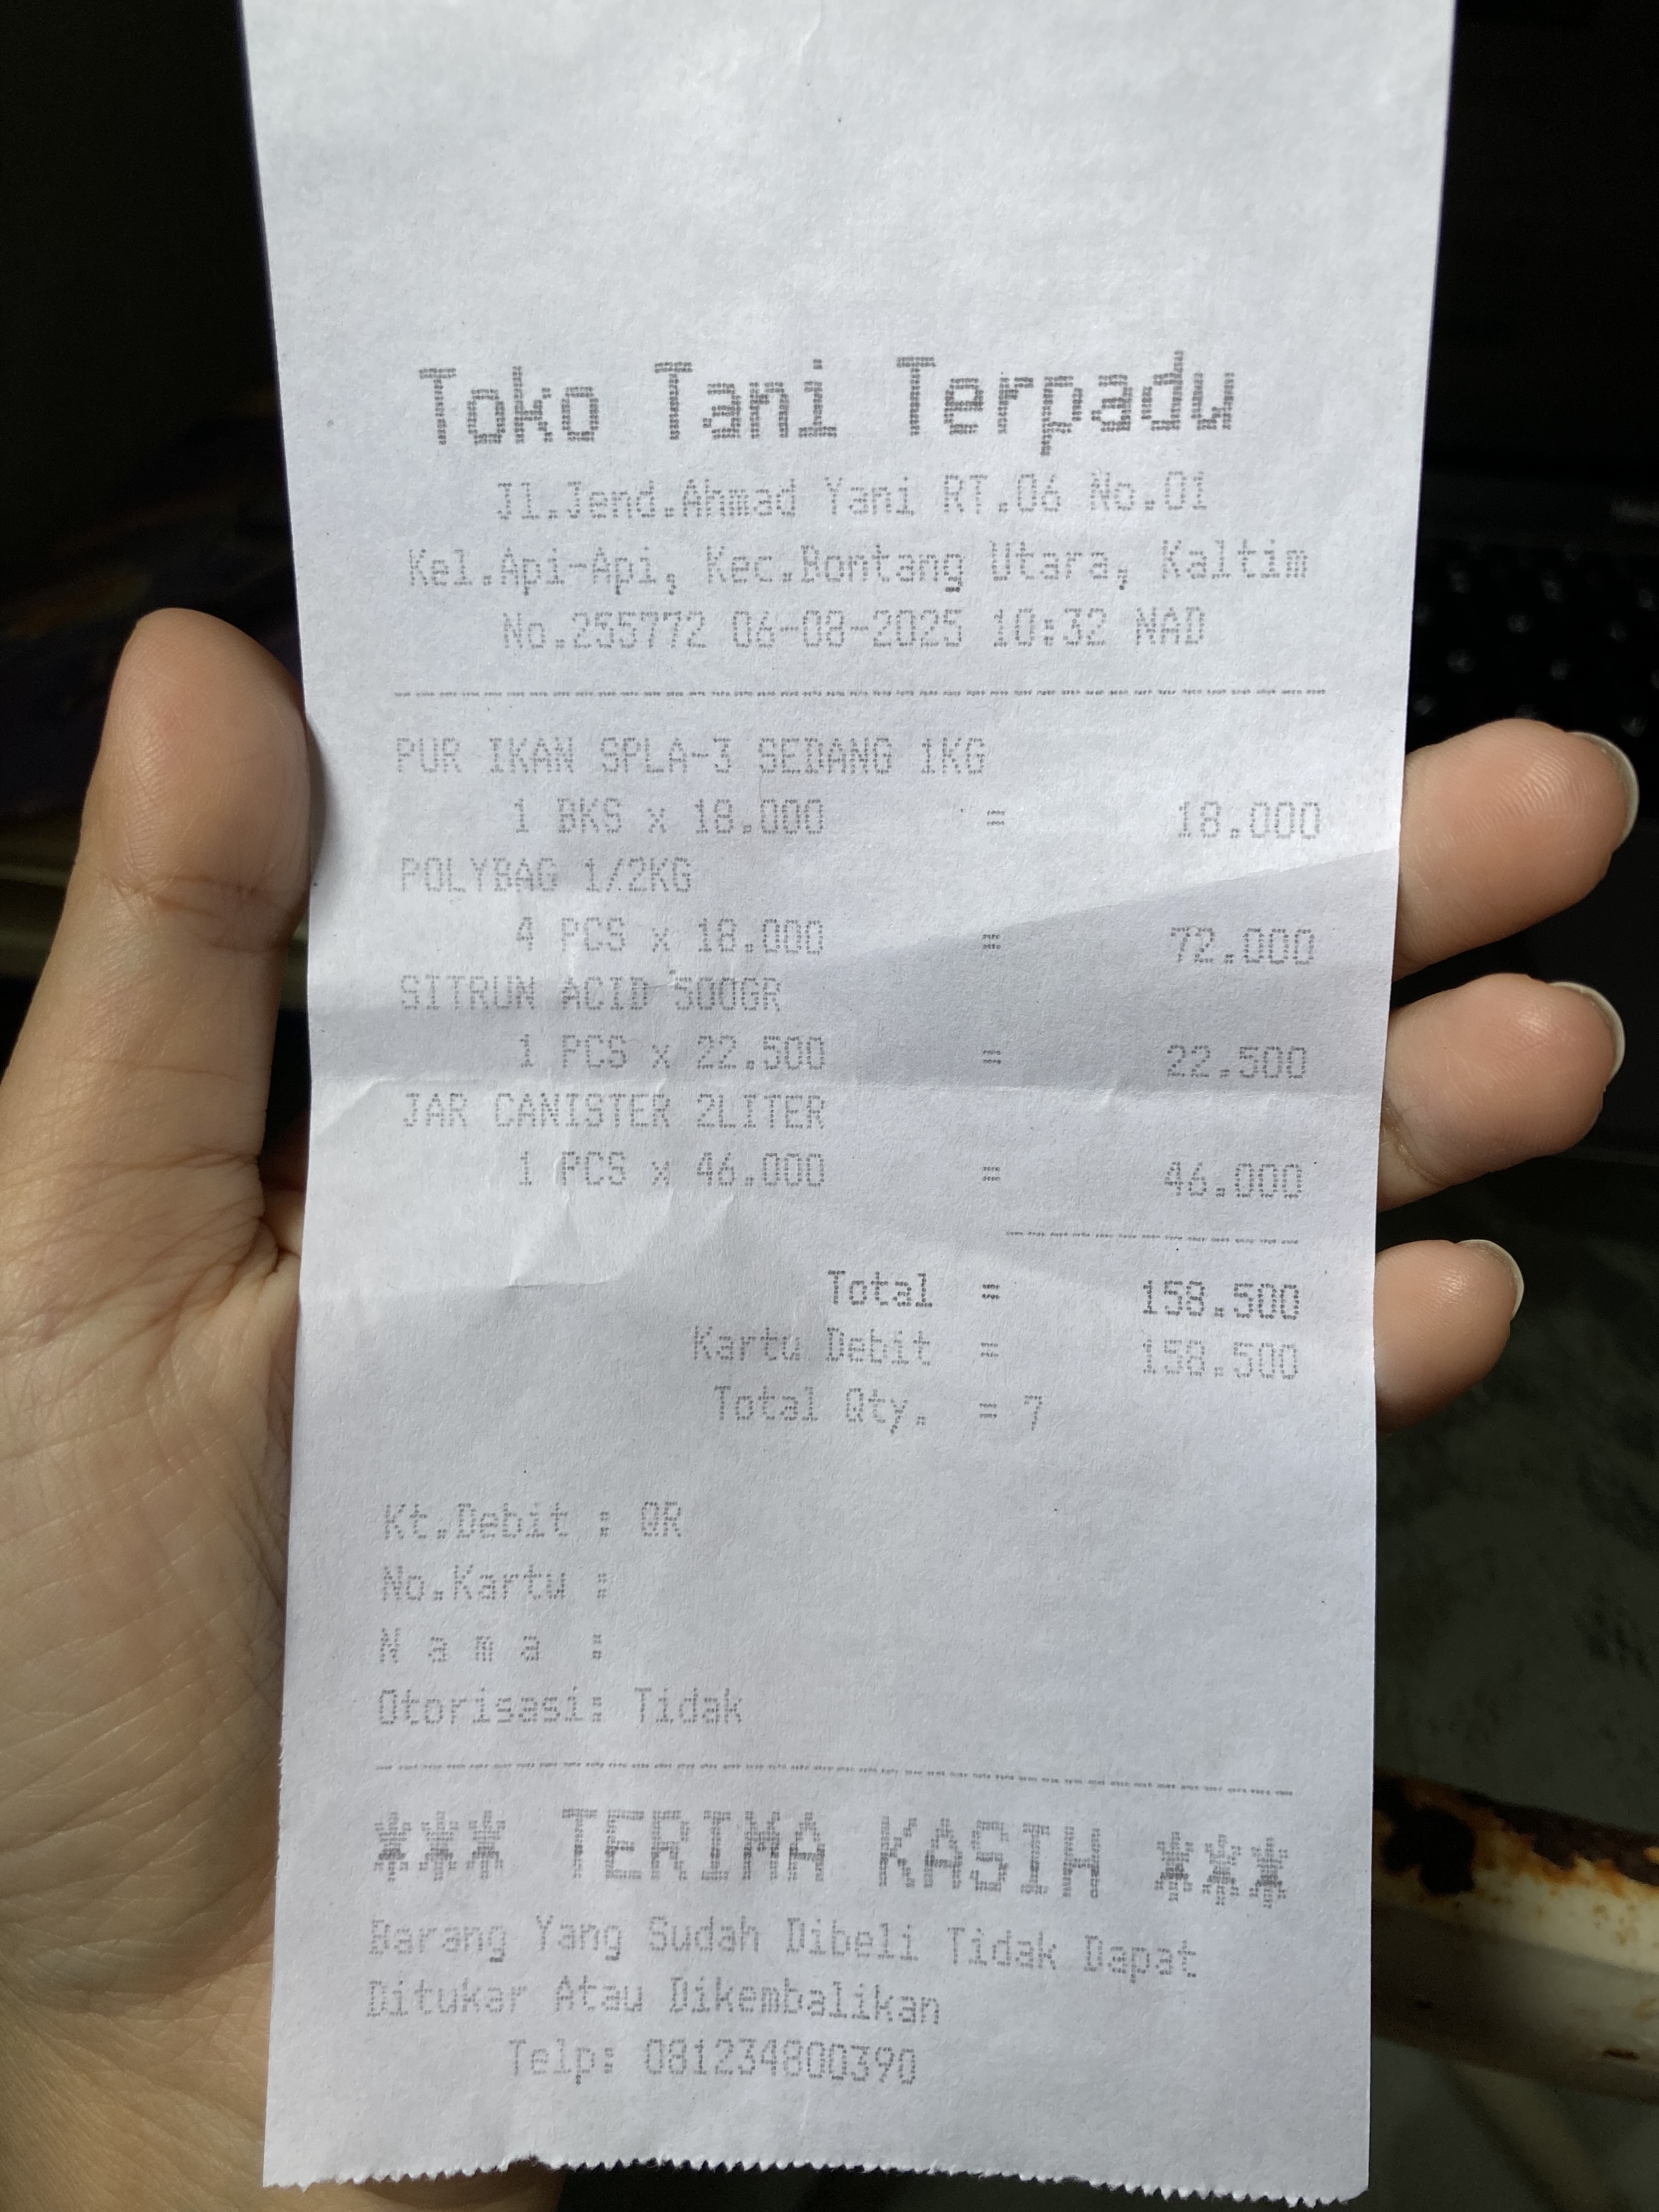 Toko Tani Terpadu
Jl.Jend.Ahmad Yani RT.06 No.01
Kel.Api-Api, Kec.Bontang Utara, Kaltim
No.255772 06-08-2025 10:32 NAD
PUR IKAN SPLA-3 SEDANG 1KG
1 BKS x 18.000 = 18.000
POLYBAG 1/2KG
4 PCS x 18.000 = 72.000
SITRUN ACID 500GR
1 PCS x 22.500 = 22.500
JAR CANISTER 2LITER
1 PCS x 46.000 = 46.000
Total = 158.500
Kartu Debit = 158.500
Total Qty. = 7
Kt.Debit : QR
No.Kartu :
N a m a :
Otorisasi: Tidak
*** TERIMA KASIH ***
Barang Yang Sudah Dibeli Tidak Dapat
Ditukar Atau Dikembalikan
Telp: 081234800390